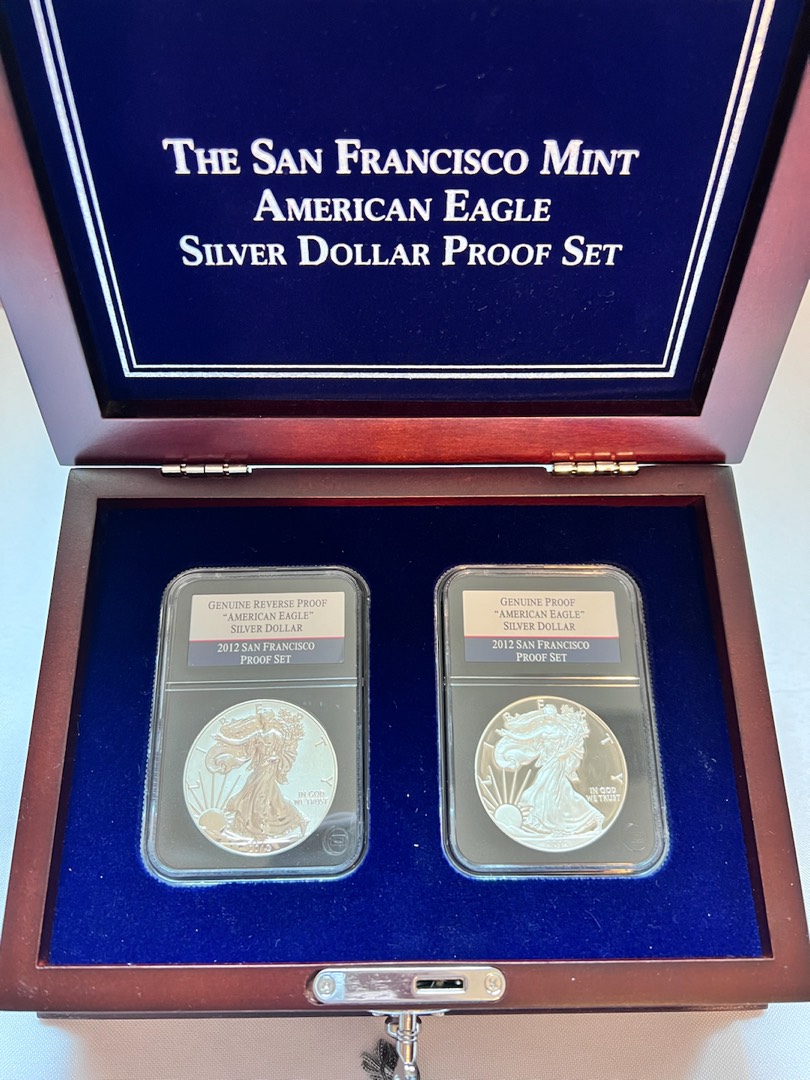 THE SAN FRANCISCO MINT
AMERICAN EAGLE
SILVER DOLLAR PROOF SET
GENUINE REVERSE PROOF
"AMERICAN EAGLE"
SILVER DOLLAR
2012 SAN FRANCISCO
PROOF SET
LIBERTY
IN GOD
WE TRUST
GENUINE PROOF
"AMERICAN EAGLE"
SILVER DOLLAR
2012 SAN FRANCISCO
PROOF SET
LIBERTY
IN GOD
WE TRUST